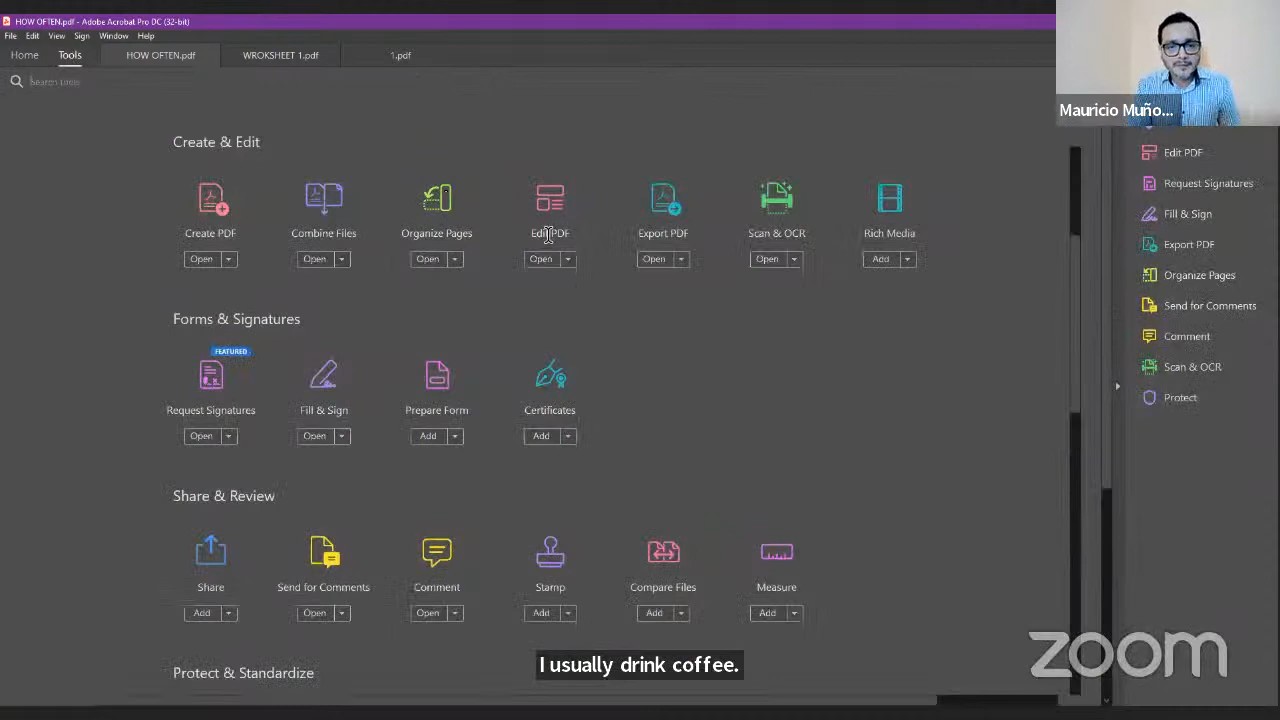 HOW OFTEN.pdf - Adobe Acrobat Pro DC (32-bit)
File Edit View Sign Window Help
Home Tools HOW OFTEN.pdf WROKSHEET 1.pdf 1.pdf
Search tools
Mauricio Muño...
Create & Edit
Create PDF Combine Files Organize Pages Edit PDF Export PDF Scan & OCR Rich Media
Open Open Open Open Open Open Add
Forms & Signatures
FEATURED
Request Signatures Fill & Sign Prepare Form Certificates
Open Open Add Add
Share & Review
Share Send for Comments Comment Stamp Compare Files Measure
Add Open Open Add Add Add
Protect & Standardize
Edit PDF
Request Signatures
Fill & Sign
Export PDF
Organize Pages
Send for Comments
Comment
Scan & OCR
Protect
I usually drink coffee.
zoom